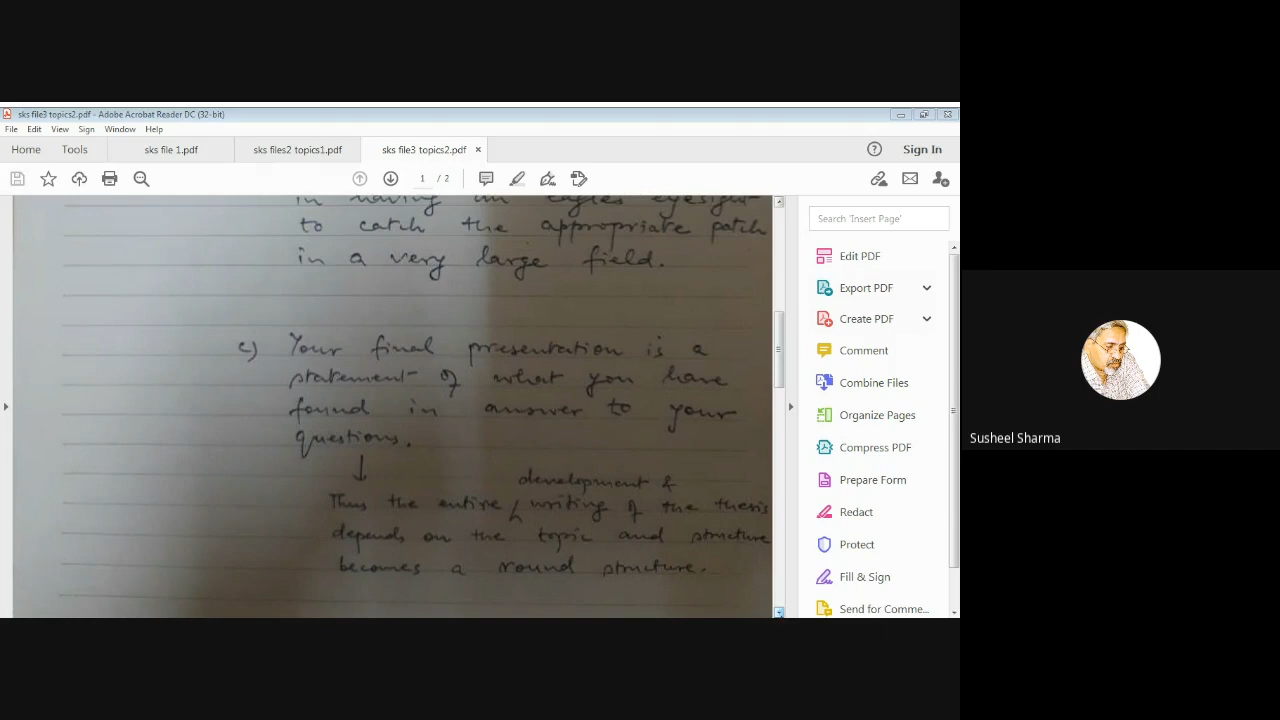 sks file3 topics2.pdf - Adobe Acrobat Reader DC (32-bit)
File Edit View Sign Window Help
Home Tools sks file 1.pdf sks files2 topics1.pdf sks file3 topics2.pdf × Sign In
1 / 2
in having an eagles eyesight
to catch the appropriate patch
in a very large field.
c) Your final presentation is a
statement of what you have
found in answer to your
questions.
development &
Thus the entire writing of the thesis
depends on the topic and structure
becomes a round structure.
Search 'Insert Page'
Edit PDF
Export PDF
Create PDF
Comment
Combine Files
Organize Pages
Compress PDF
Prepare Form
Redact
Protect
Fill & Sign
Send for Comme...
Susheel Sharma